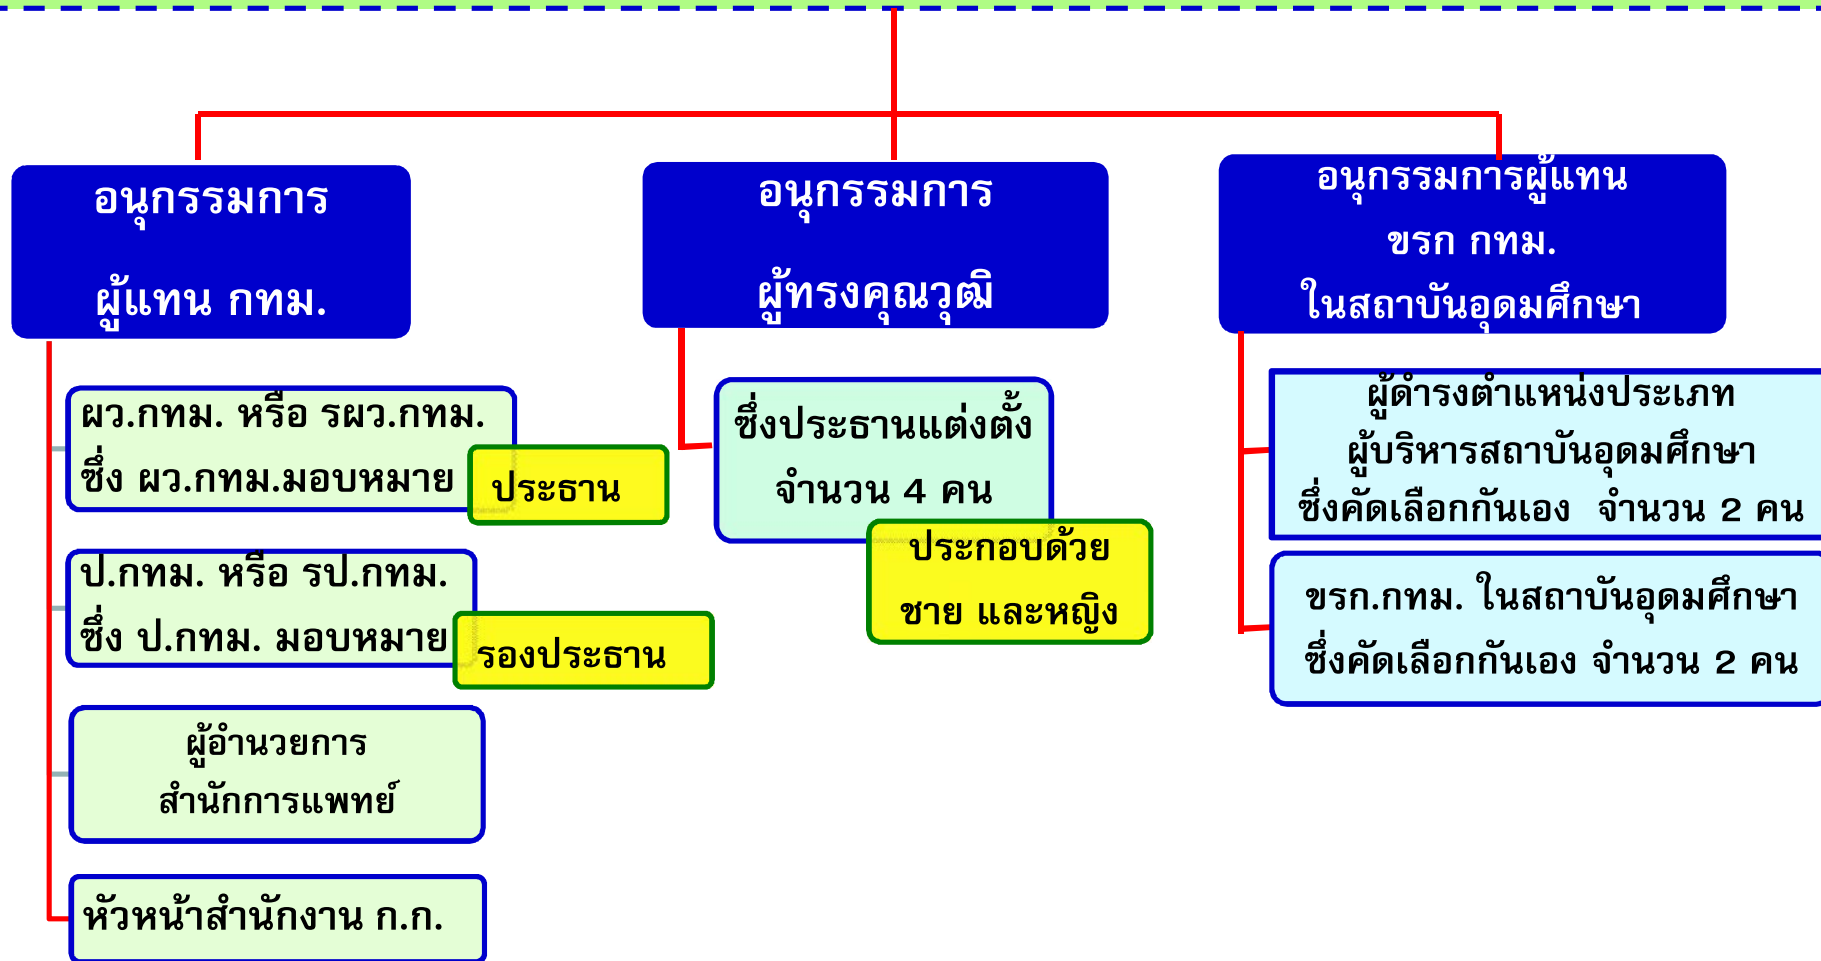 อนุกรรมการ
ผู้แทน กทม.
ผว.กทม. หรือ รผว.กทม.
ซึ่ง ผว.กทม.มอบหมาย
ประธาน
ป.กทม. หรือ รป.กทม.
ซึ่ง ป.กทม. มอบหมาย
รองประธาน
ผู้อำนวยการ
สำนักการแพทย์
หัวหน้าสำนักงาน ก.ก.
อนุกรรมการ
ผู้ทรงคุณวุฒิ
ซึ่งประธานแต่งตั้ง
จำนวน 4 คน
ประกอบด้วย
ชาย และหญิง
อนุกรรมการผู้แทน
ขรก กทม.
ในสถาบันอุดมศึกษา
ผู้ดำรงตำแหน่งประเภท
ผู้บริหารสถาบันอุดมศึกษา
ซึ่งคัดเลือกกันเอง จำนวน 2 คน
ขรก.กทม. ในสถาบันอุดมศึกษา
ซึ่งคัดเลือกกันเอง จำนวน 2 คน